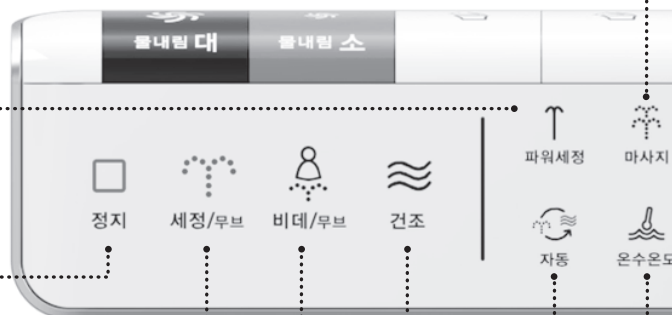 물내림 대
물내림 소
파워세정
마사지
정지
세정/무브
비데/무브
건조
자동
온수온도